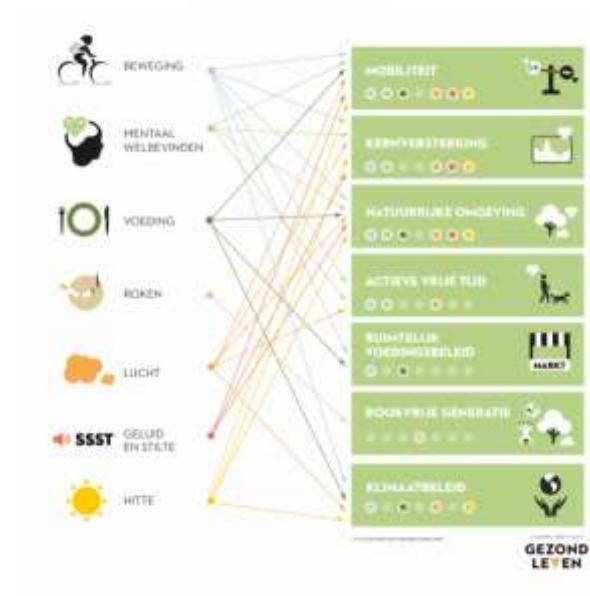 BEWEGING
MENTAAL
WELBEVINDEN
VOEDING
ROKEN
LUCHT
SSST
GELUID
EN STILTE
HITTE
MOBILITEIT
KERNVERSTERKING
NATUURRIJKE OMGEVING
ACTIEVE VRIJE TIJD
RUIMTELIJK
VOEDINGSBELEID
MARKT
ROOKVRIJE GENERATIE
KLIMAATBELEID
GEZOND
LEVEN